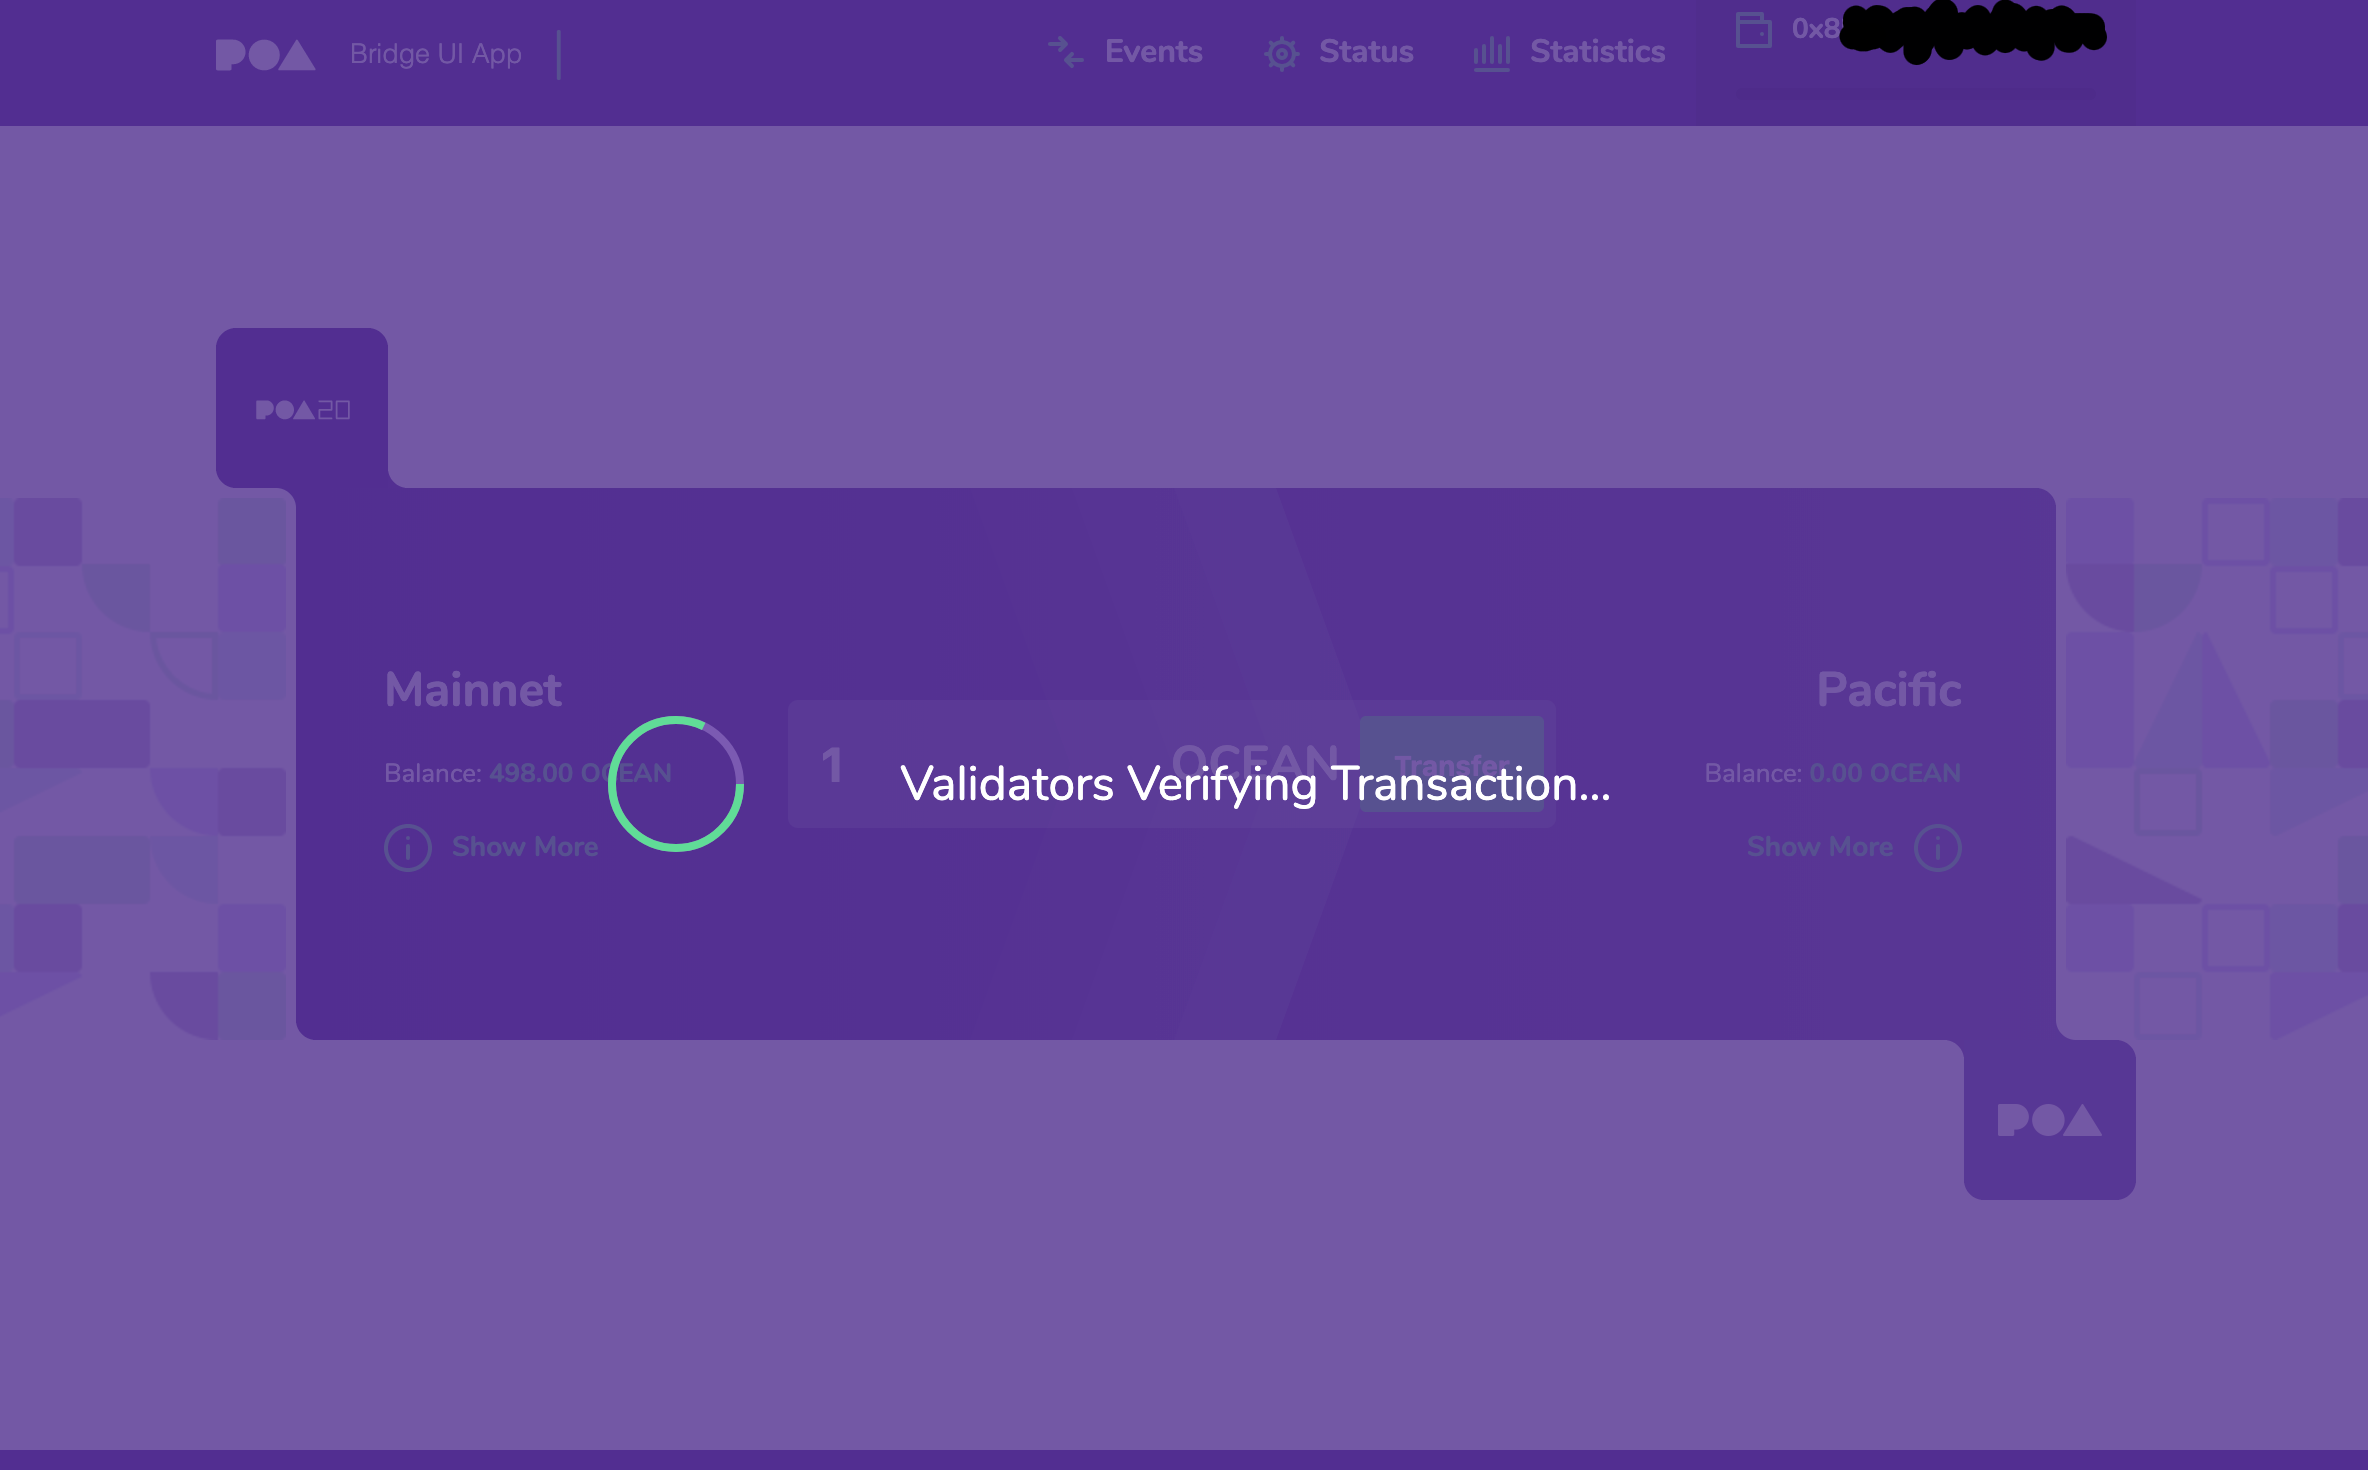 POA Bridge UI App
Events
Status
Statistics
0x8
POA20
Mainnet
Pacific
1
OCEAN
Transfer
Balance: 498.00 OCEAN
Validators Verifying Transaction...
Balance: 0.00 OCEAN
Show More
Show More
POA